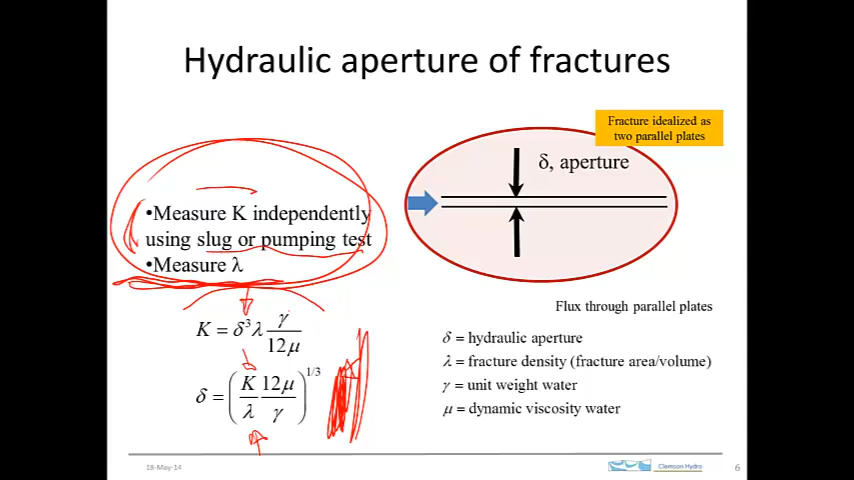 Hydraulic aperture of fractures
Fracture idealized as
two parallel plates
δ, aperture
•Measure K independently
using slug or pumping test
•Measure λ
K = δ³λ γ/12μ
δ = (K/λ 12μ/γ)^1/3
Flux through parallel plates
δ = hydraulic aperture
λ = fracture density (fracture area/volume)
γ = unit weight water
μ = dynamic viscosity water
18-May-14
Clemson Hydro
6